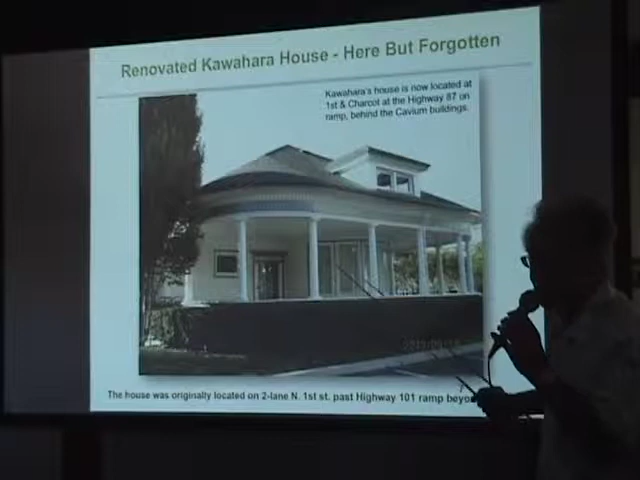 Renovated Kawahara House - Here But Forgotten
Kawahara's house is now located at
1st & Charcot at the Highway 87 on
ramp, behind the Cavium buildings.
The house was originally located on 2-lane N. 1st st. past Highway 101 ramp